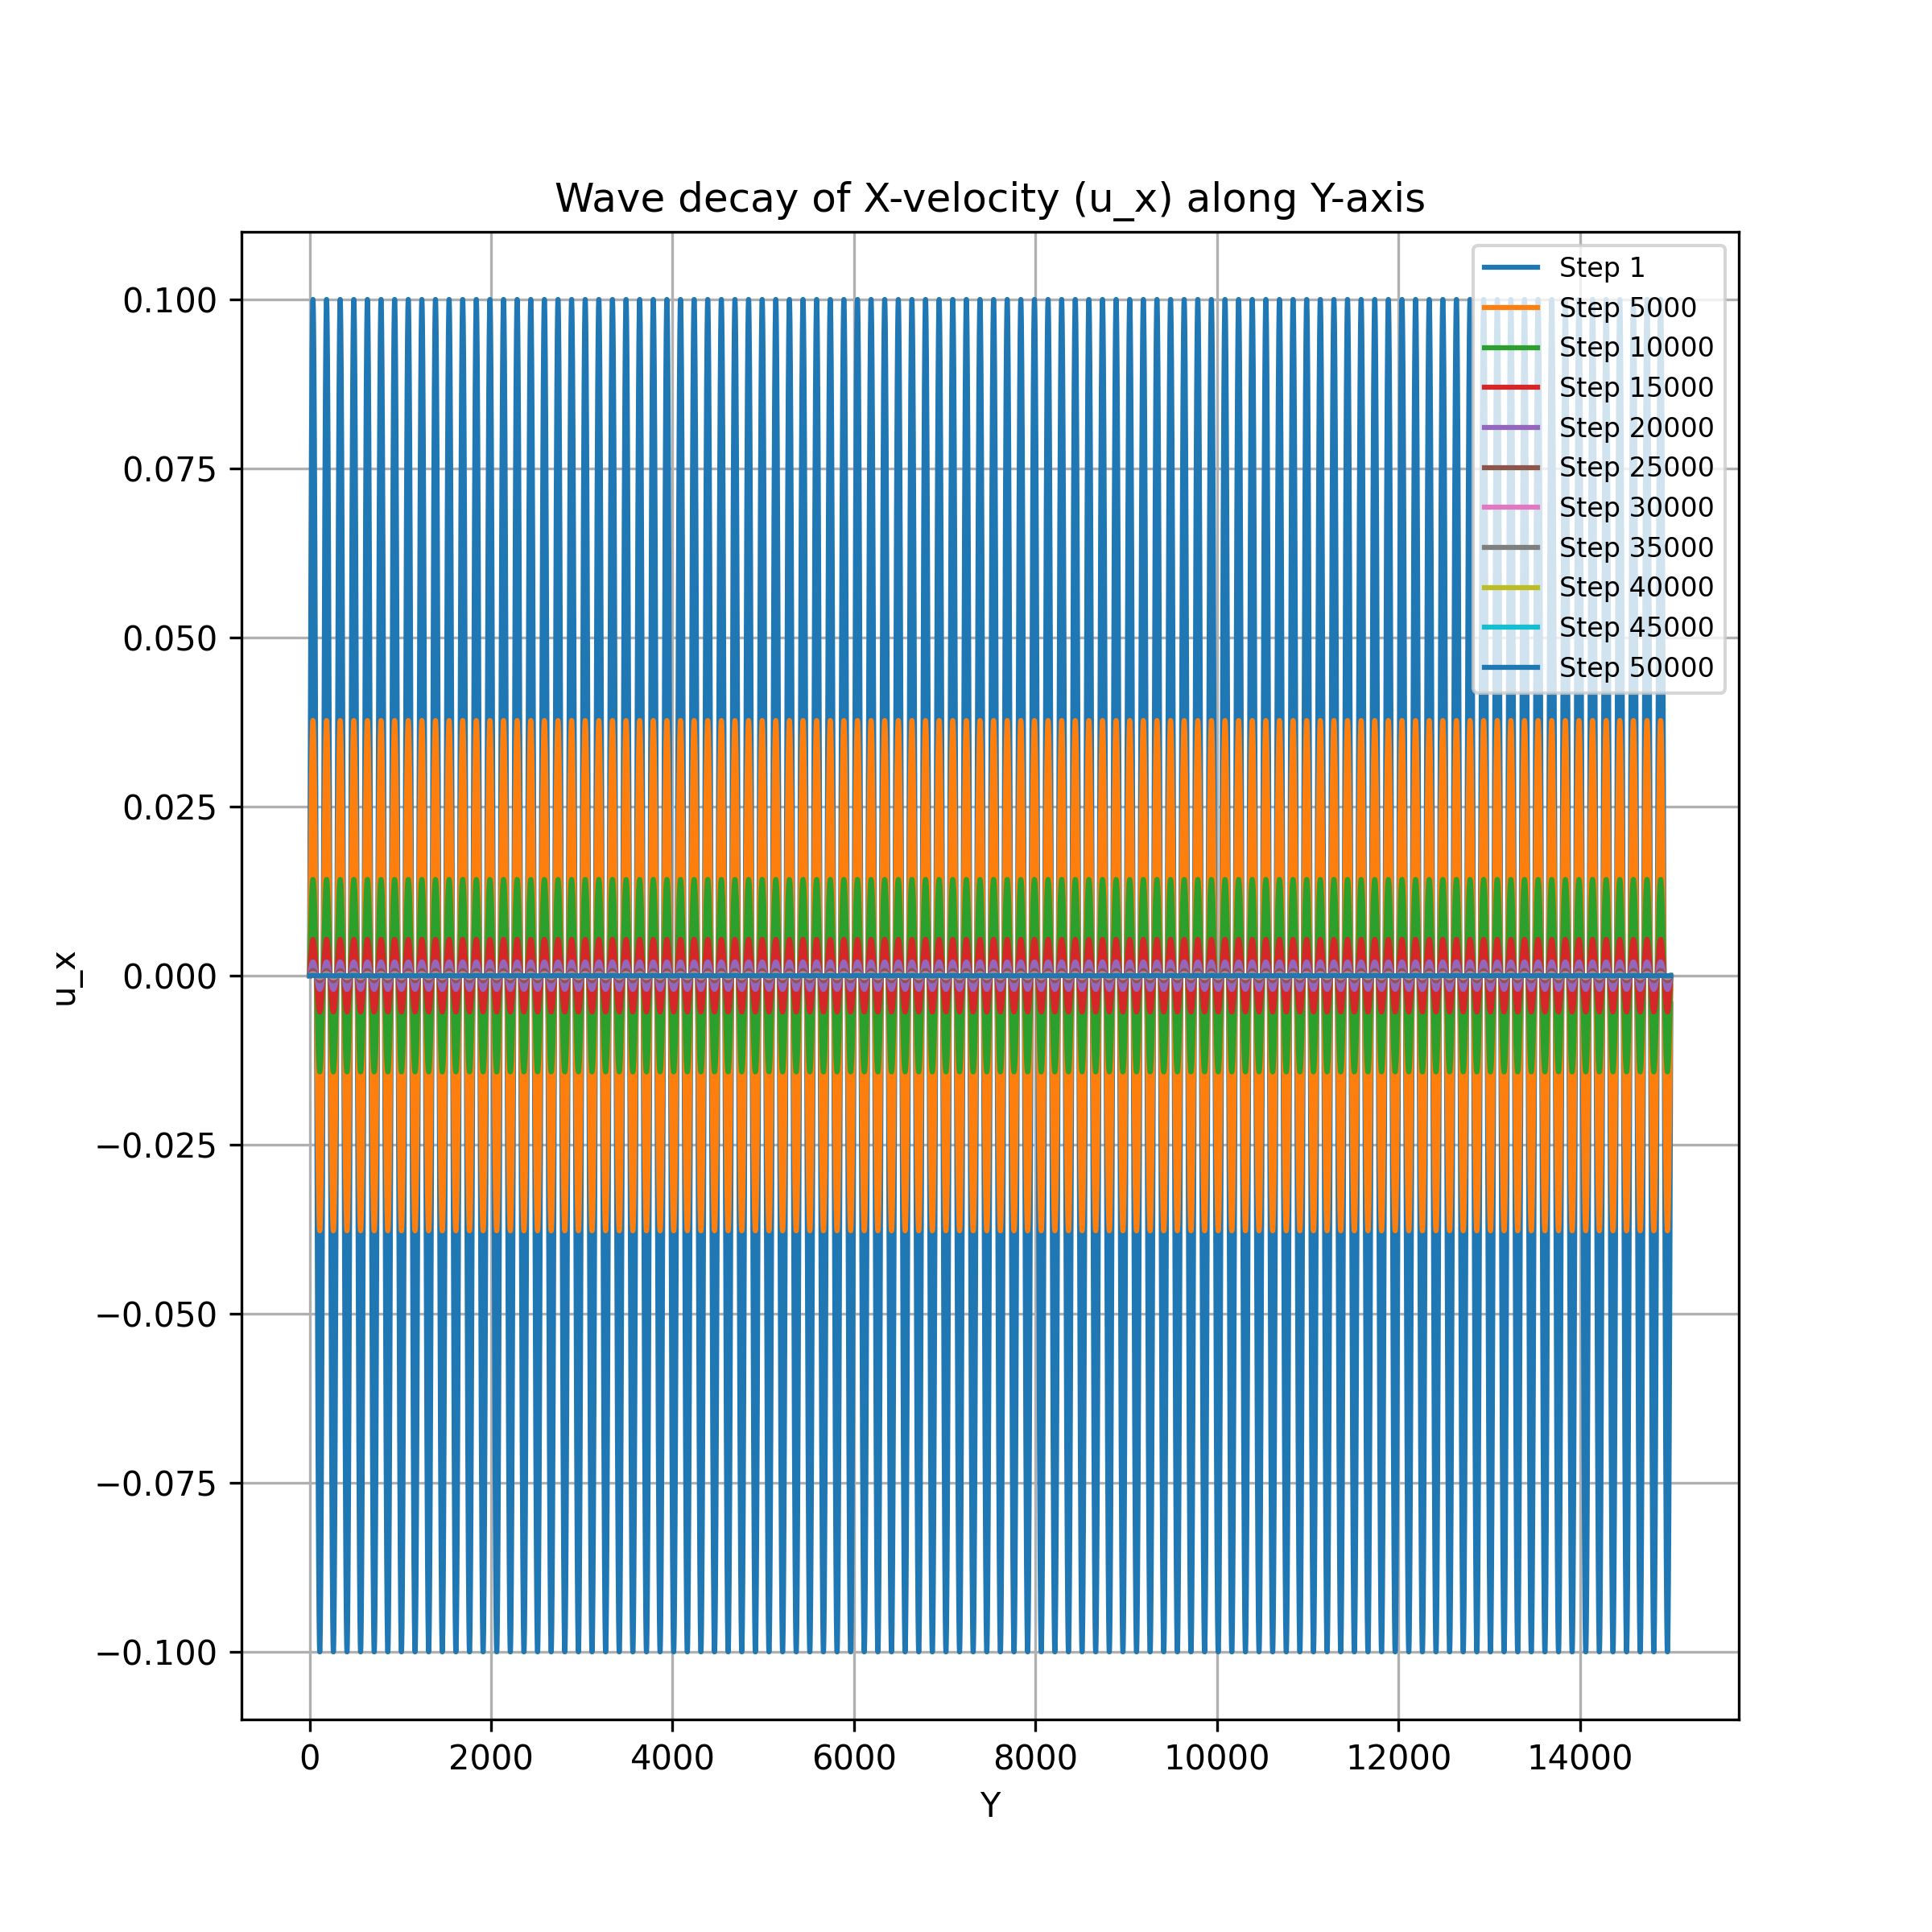 Wave decay of X-velocity (u_x) along Y-axis
Step 1
Step 5000
Step 10000
Step 15000
Step 20000
Step 25000
Step 30000
Step 35000
Step 40000
Step 45000
Step 50000
0.100
0.075
0.050
0.025
0.000
−0.025
−0.050
−0.075
−0.100
u_x
0 2000 4000 6000 8000 10000 12000 14000
Y